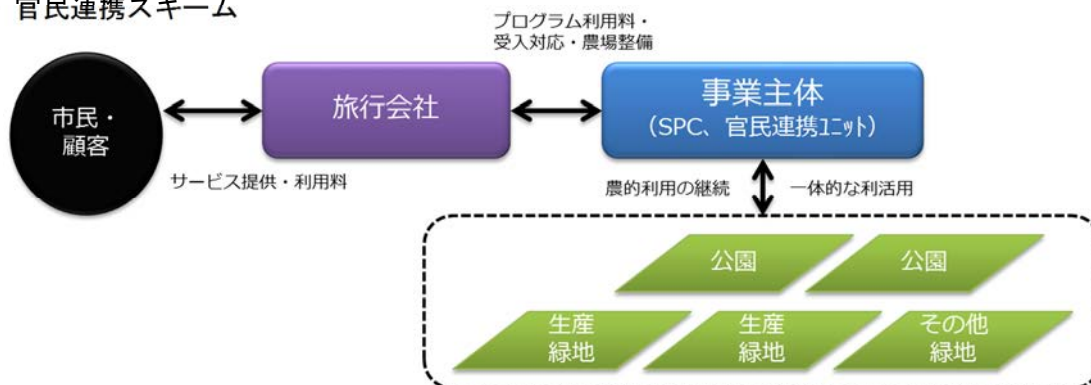 官民連携スキーム
プログラム利用料・
受入対応・農場整備
市民・
顧客
旅行会社
事業主体
（SPC、官民連携ﾕﾆｯﾄ）
サービス提供・利用料
農的利用の継続
一体的な利活用
公園
公園
生産
緑地
生産
緑地
その他
緑地